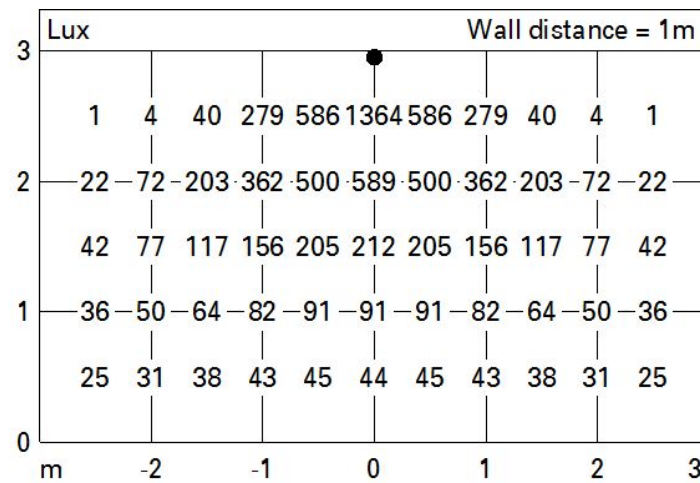 Lux Wall distance = 1m
3
1 4 40 279 586 1364 586 279 40 4 1
2 22 72 203 362 500 589 500 362 203 72 22
42 77 117 156 205 212 205 156 117 77 42
1 36 50 64 82 91 91 91 82 64 50 36
25 31 38 43 45 44 45 43 38 31 25
0
m -2 -1 0 1 2 3